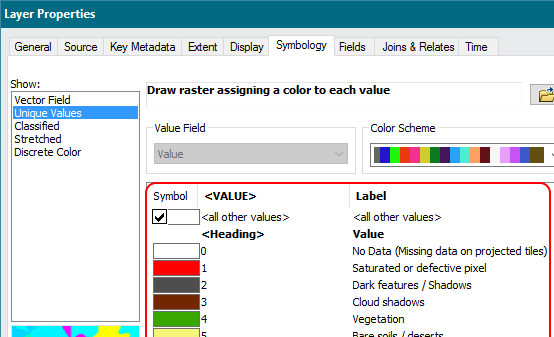 Layer Properties
General Source Key Metadata Extent Display Symbology Fields Joins & Relates Time
Show:
Vector Field
Unique Values
Classified
Stretched
Discrete Color
Draw raster assigning a color to each value
Value Field
Value
Color Scheme
Symbol <VALUE> Label
<all other values> <all other values>
<Heading> Value
0 No Data (Missing data on projected tiles)
1 Saturated or defective pixel
2 Dark features / Shadows
3 Cloud shadows
4 Vegetation
5 Bare soils / deserts